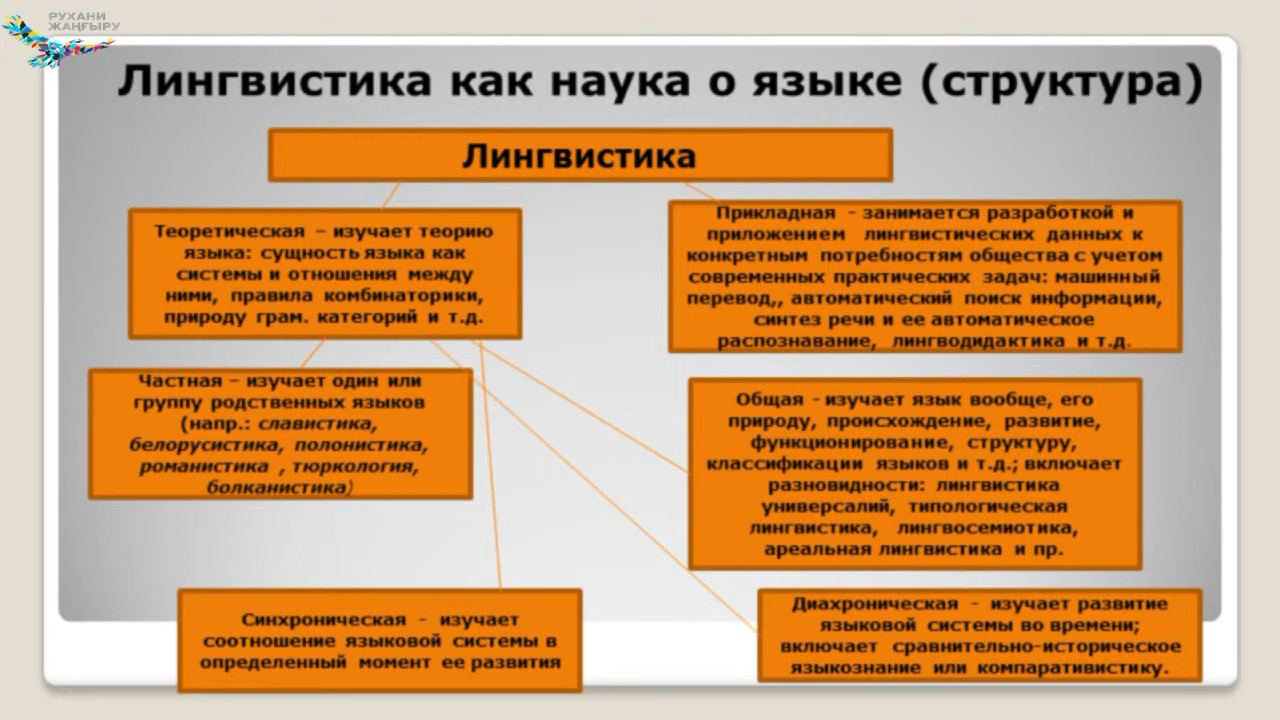 РУХАНИ
ЖАҢҒЫРУ
Лингвистика как наука о языке (структура)
Лингвистика
Теоретическая – изучает теорию
языка: сущность языка как
системы и отношения между
ними, правила комбинаторики,
природу грам. категорий и т.д.
Прикладная - занимается разработкой и
приложением лингвистических данных к
конкретным потребностям общества с учетом
современных практических задач: машинный
перевод,, автоматический поиск информации,
синтез речи и ее автоматическое
распознавание, лингводидактика и т.д.
Частная – изучает один или
группу родственных языков
(напр.: славистика,
белорусистика, полонистика,
романистика , тюркология,
болканистика)
Общая - изучает язык вообще, его
природу, происхождение, развитие,
функционирование, структуру,
классификации языков и т.д.; включает
разновидности: лингвистика
универсалий, типологическая
лингвистика, лингвосемиотика,
ареальная лингвистика и пр.
Синхроническая - изучает
соотношение языковой системы в
определенный момент ее развития
Диахроническая - изучает развитие
языковой системы во времени;
включает сравнительно-историческое
языкознание или компаративистику.